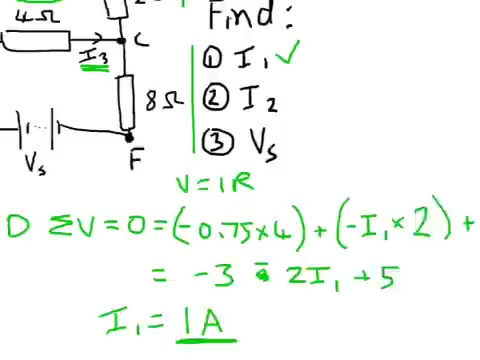 Find:
4Ω
① I₁ ✓
C
I₃
8Ω
② I₂
③ Vs
Vs
F
V=IR
D ΣV=0=(-0.75×4)+(-I₁×2)+
= -3 - 2I₁ +5
I₁ = 1A